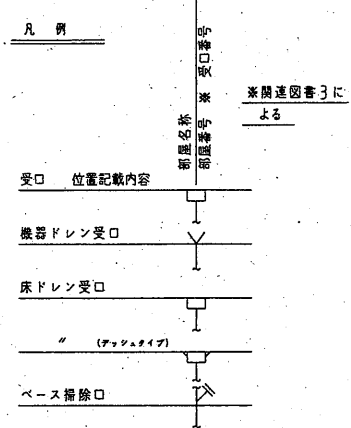 凡 例
部屋名称
部屋番号 ※ 受口番号
※関連図書3に
よる
受口 位置記載内容
機器ドレン受口
床ドレン受口
〃 (デッシュタイプ)
ベース掃除口